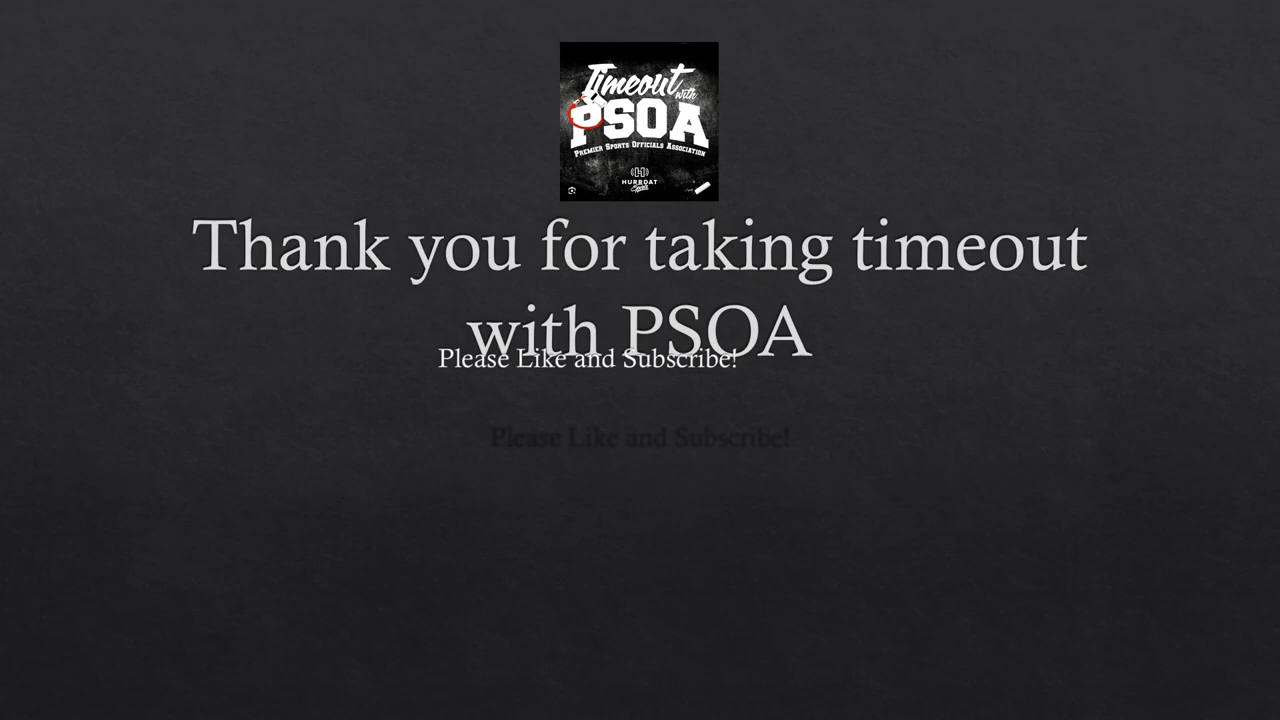 Timeout with
PSOA
Premier Sports Officials Association
HURRDAT
Sports
Thank you for taking timeout
with PSOA
Please Like and Subscribe!
Please Like and Subscribe!